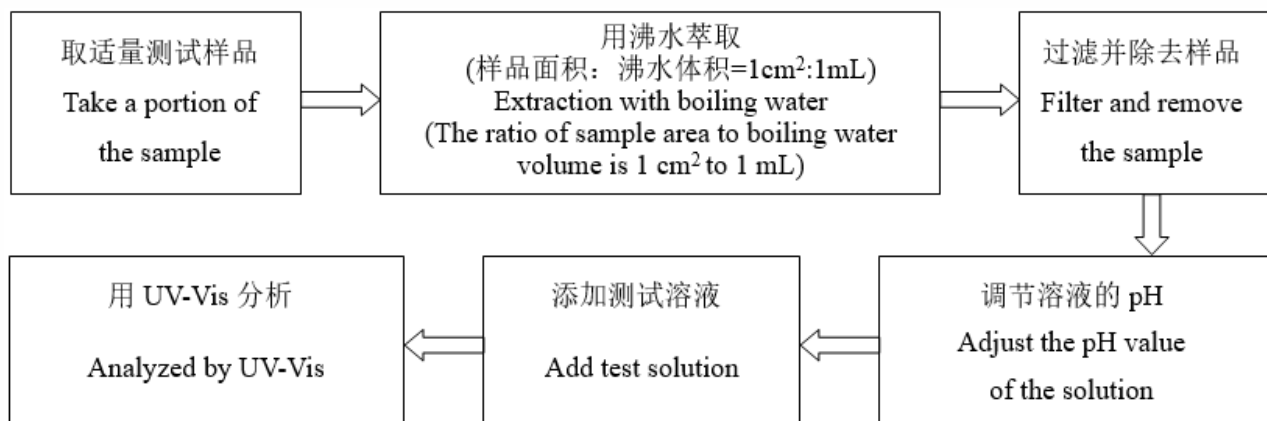 取适量测试样品
Take a portion of
the sample
用沸水萃取
(样品面积：沸水体积=1cm²:1mL)
Extraction with boiling water
(The ratio of sample area to boiling water
volume is 1 cm² to 1 mL)
过滤并除去样品
Filter and remove
the sample
调节溶液的 pH
Adjust the pH value
of the solution
添加测试溶液
Add test solution
用 UV-Vis 分析
Analyzed by UV-Vis